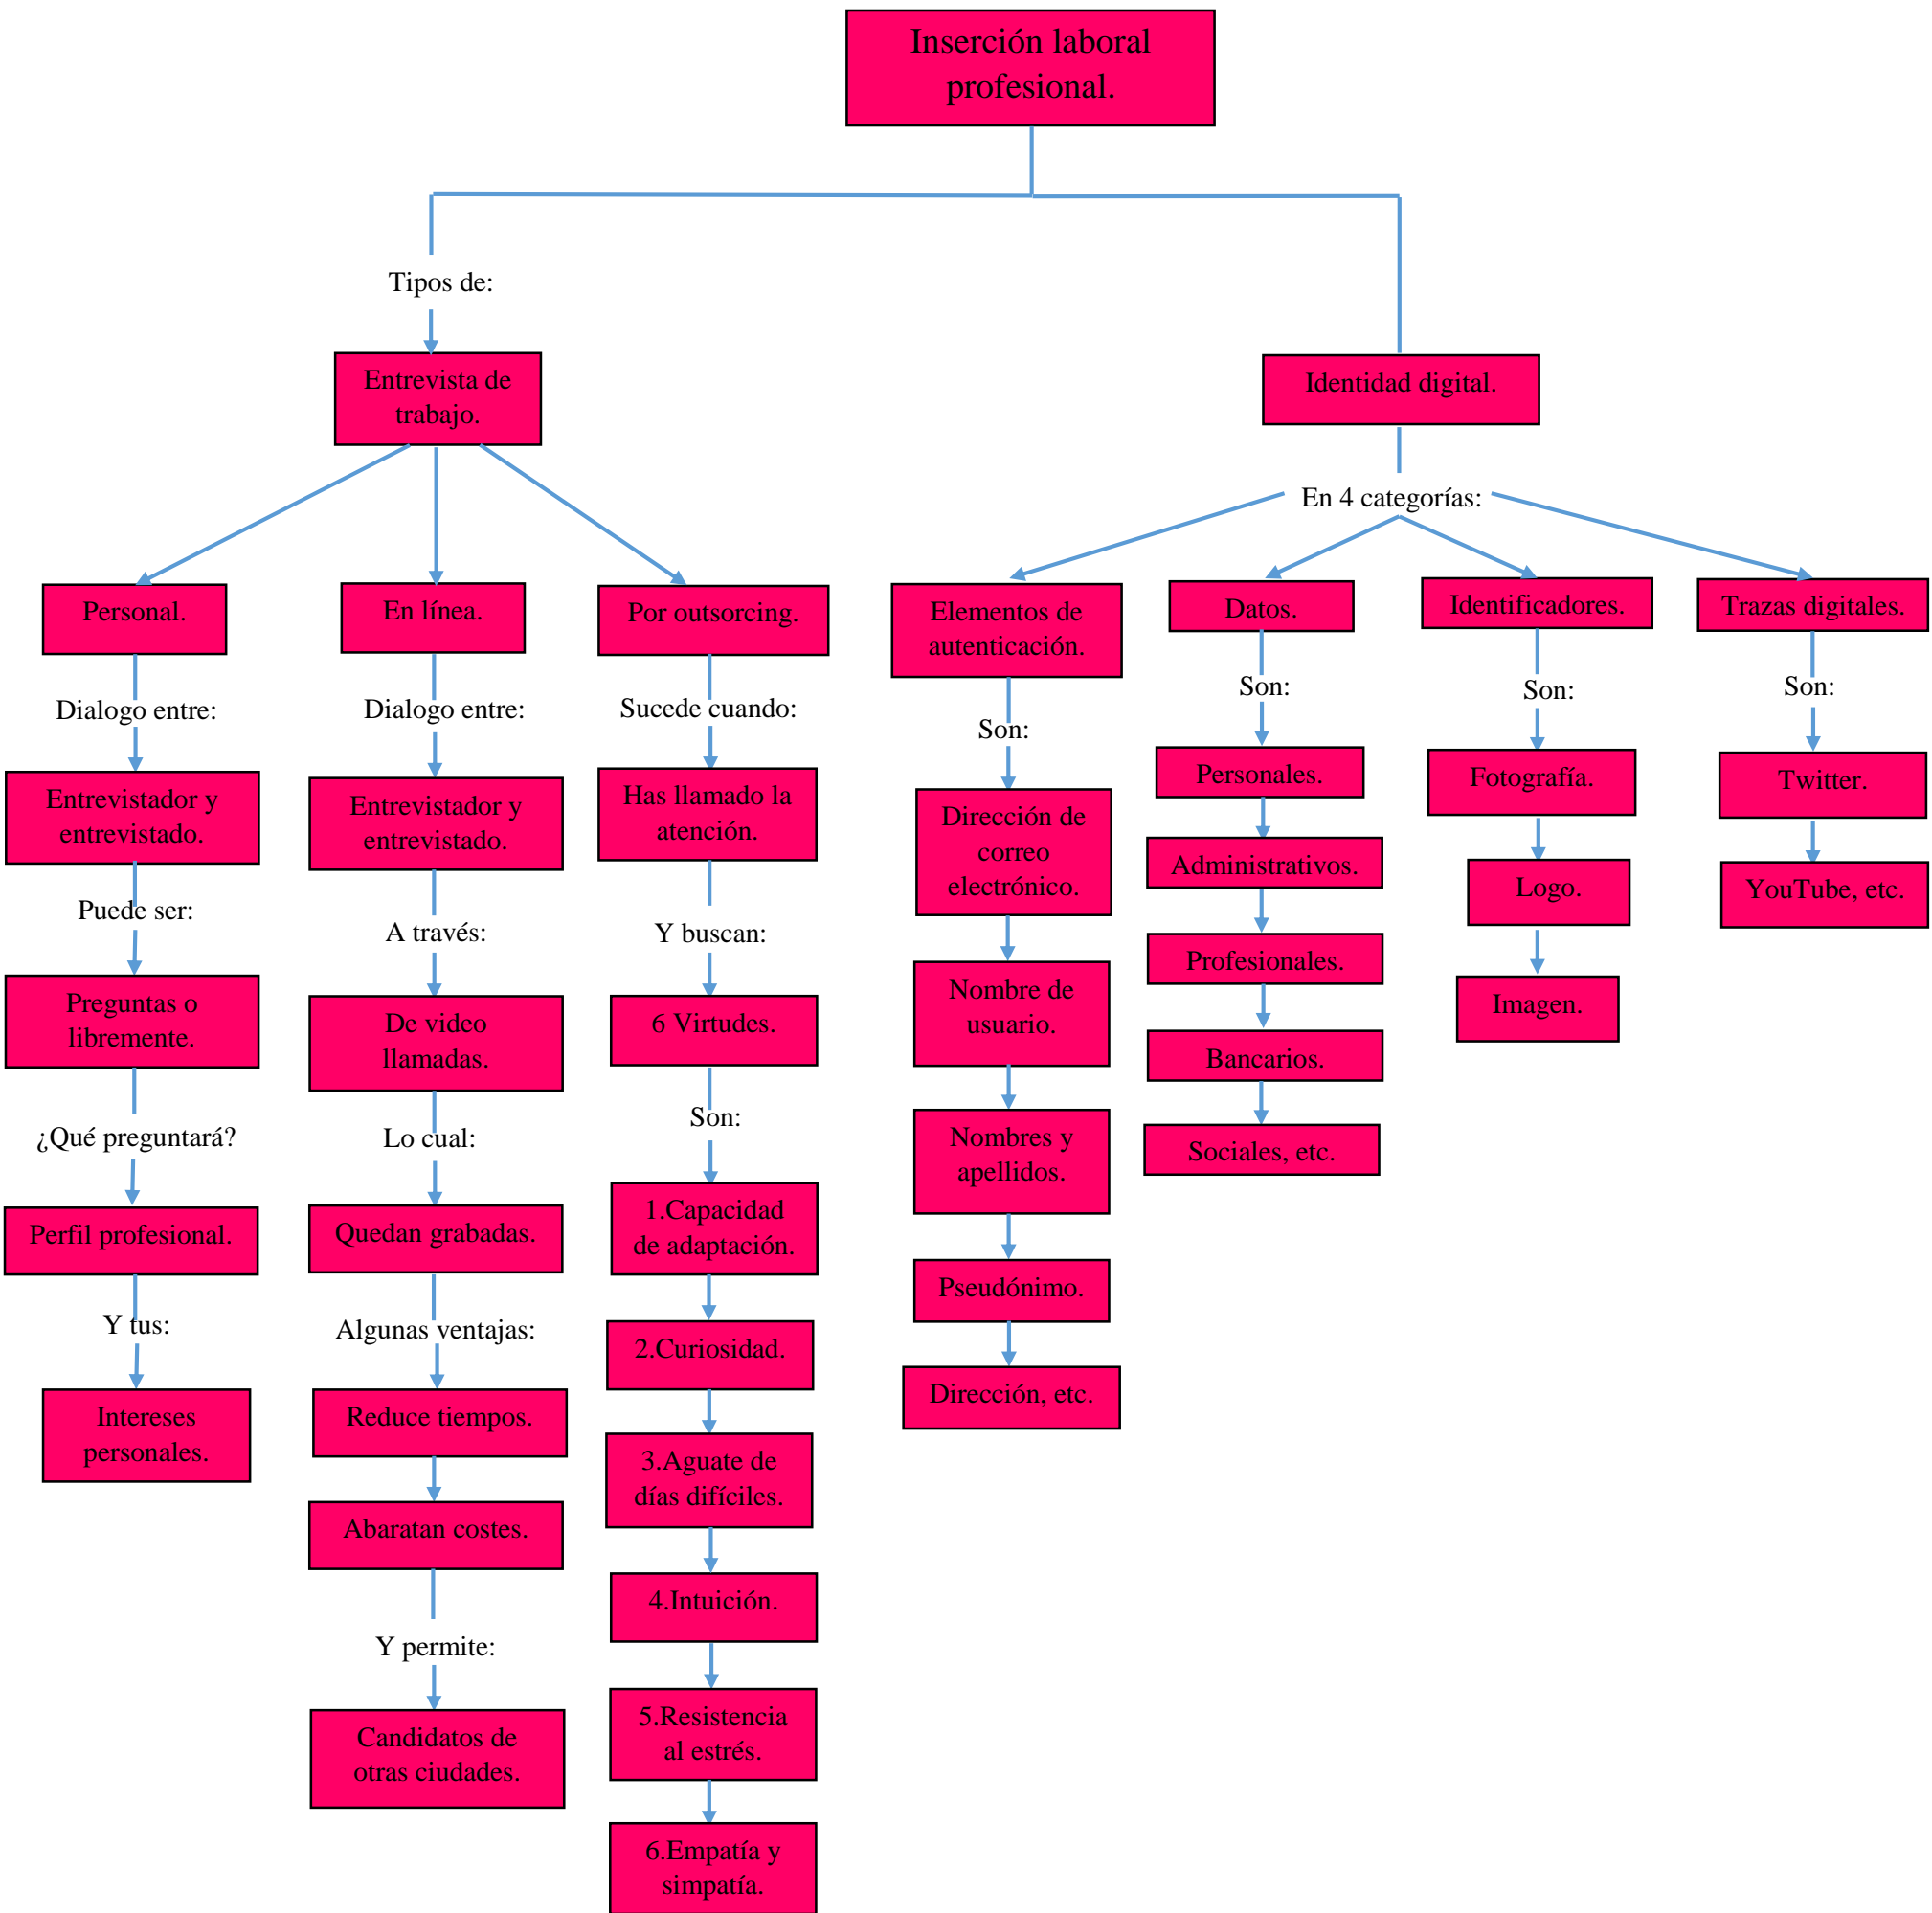 Inserción laboral
profesional.
Tipos de:
Entrevista de
trabajo.
Personal.
Dialogo entre:
Entrevistador y
entrevistado.
Puede ser:
Preguntas o
libremente.
¿Qué preguntará?
Perfil profesional.
Y tus:
Intereses
personales.
En línea.
Dialogo entre:
Entrevistador y
entrevistado.
A través:
De video
llamadas.
Lo cual:
Quedan grabadas.
Algunas ventajas:
Reduce tiempos.
Abaratan costes.
Y permite:
Candidatos de
otras ciudades.
Por outsorcing.
Sucede cuando:
Has llamado la
atención.
Y buscan:
6 Virtudes.
Son:
1.Capacidad
de adaptación.
2.Curiosidad.
3.Aguate de
días difíciles.
4.Intuición.
5.Resistencia
al estrés.
6.Empatía y
simpatía.
Identidad digital.
En 4 categorías:
Elementos de
autenticación.
Son:
Dirección de
correo
electrónico.
Nombre de
usuario.
Nombres y
apellidos.
Pseudónimo.
Dirección, etc.
Datos.
Son:
Personales.
Administrativos.
Profesionales.
Bancarios.
Sociales, etc.
Identificadores.
Son:
Fotografía.
Logo.
Imagen.
Trazas digitales.
Son:
Twitter.
YouTube, etc.